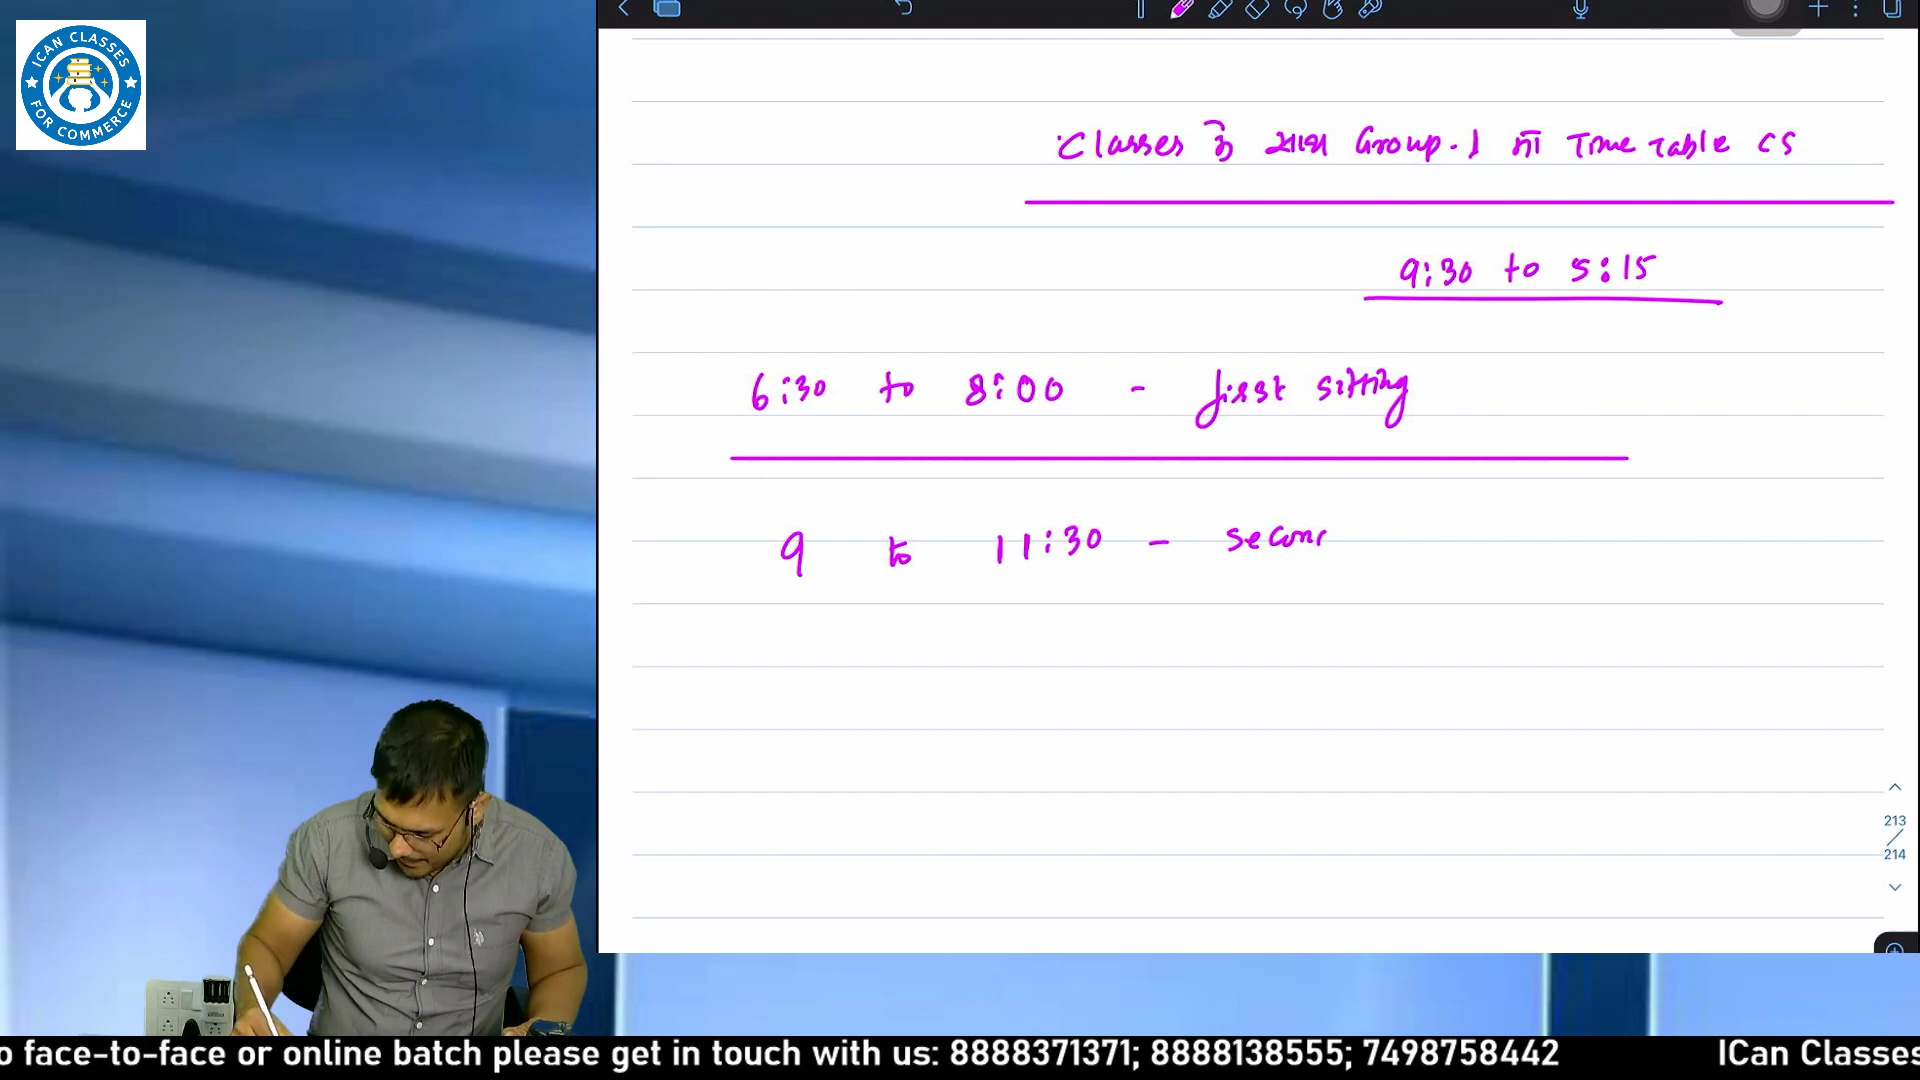 ICAN CLASSES
FOR COMMERCE
Classes के साथ Group-1 का Time Table CS
9:30 to 5:15
6:30 to 8:00 - first sitting
9 to 11:30 - secon
213
214
o face-to-face or online batch please get in touch with us: 8888371371; 8888138555; 7498758442 ICan Classes